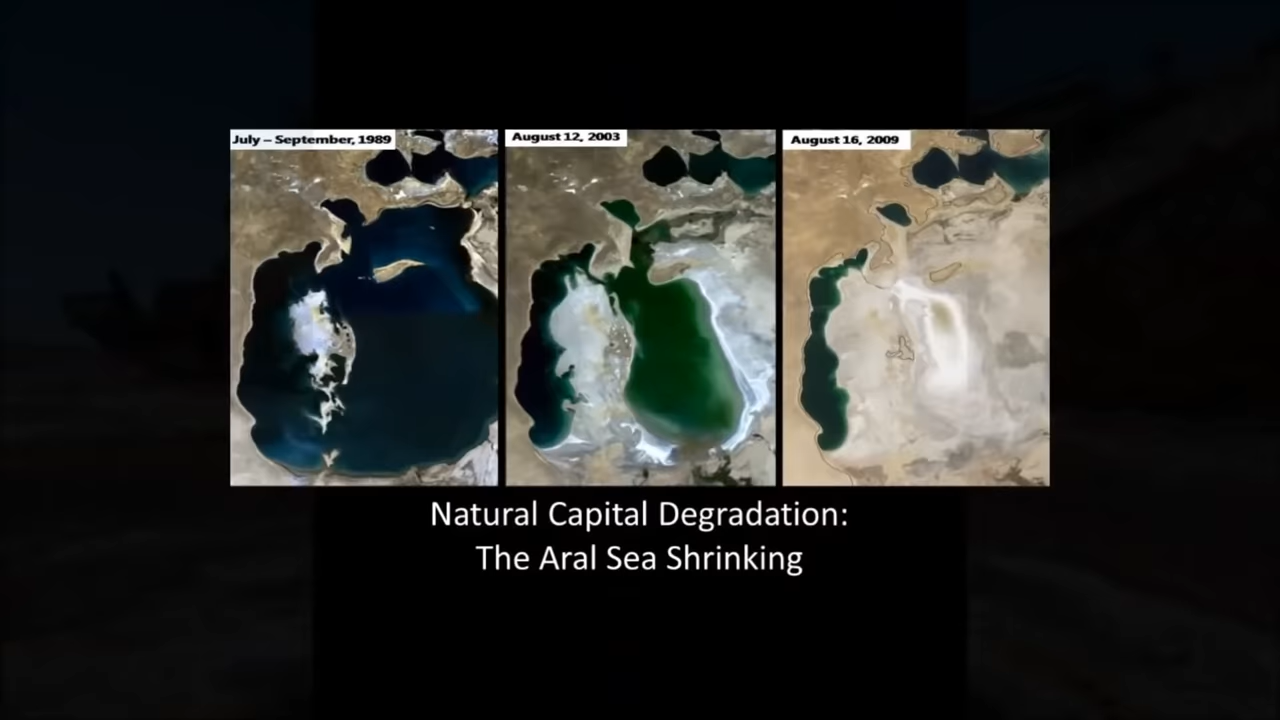 July – September, 1989
August 12, 2003
August 16, 2009
Natural Capital Degradation:
The Aral Sea Shrinking